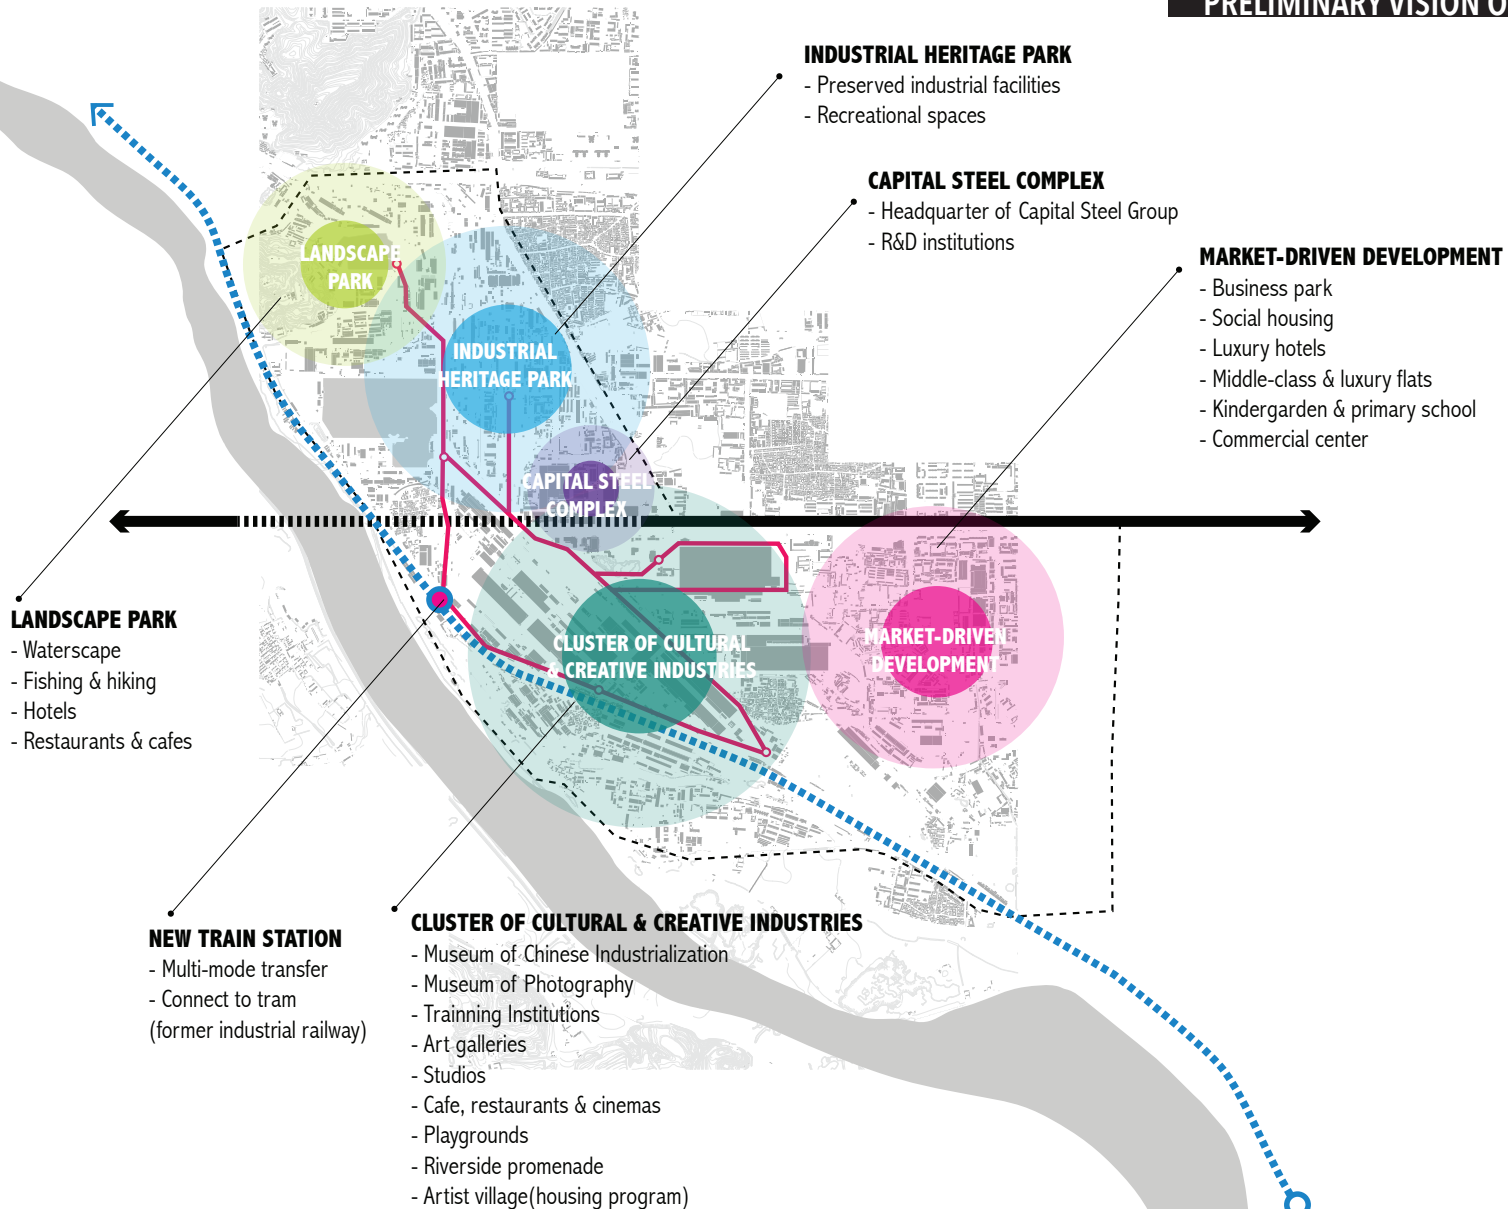 PRELIMINARY VISION O
INDUSTRIAL HERITAGE PARK
- Preserved industrial facilities
- Recreational spaces
CAPITAL STEEL COMPLEX
- Headquarter of Capital Steel Group
- R&D institutions
MARKET-DRIVEN DEVELOPMENT
- Business park
- Social housing
- Luxury hotels
- Middle-class & luxury flats
- Kindergarden & primary school
- Commercial center
LANDSCAPE
PARK
INDUSTRIAL
HERITAGE PARK
CAPITAL STEEL
COMPLEX
CLUSTER OF CULTURAL
& CREATIVE INDUSTRIES
MARKET-DRIVEN
DEVELOPMENT
LANDSCAPE PARK
- Waterscape
- Fishing & hiking
- Hotels
- Restaurants & cafes
NEW TRAIN STATION
- Multi-mode transfer
- Connect to tram
(former industrial railway)
CLUSTER OF CULTURAL & CREATIVE INDUSTRIES
- Museum of Chinese Industrialization
- Museum of Photography
- Trainning Institutions
- Art galleries
- Studios
- Cafe, restaurants & cinemas
- Playgrounds
- Riverside promenade
- Artist village(housing program)